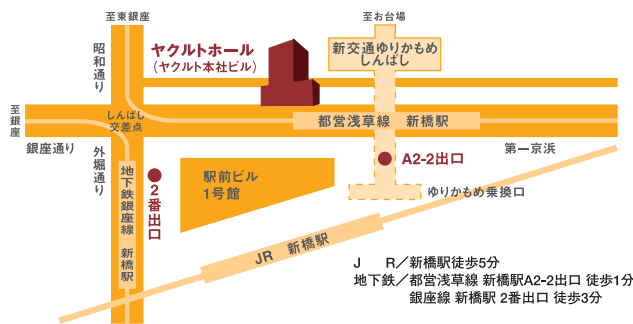 至東銀座
至お台場
昭和通り
ヤクルトホール
（ヤクルト本社ビル）
新交通ゆりかもめ
しんばし
至銀座
しんばし
交差点
都営浅草線　新橋駅
銀座通り
外堀通り
第一京浜
A2-2出口
地下鉄銀座線　新橋駅
2番出口
駅前ビル
1号館
ゆりかもめ乗換口
JR　新橋駅
J　　R／新橋駅徒歩5分
地下鉄／都営浅草線 新橋駅A2-2出口 徒歩1分
銀座線 新橋駅 2番出口 徒歩3分